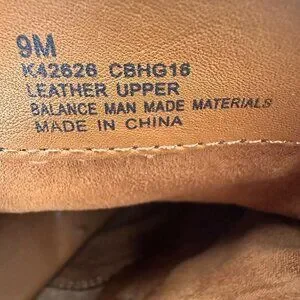 9M
K42626 CBHG16
LEATHER UPPER
BALANCE MAN MADE MATERIALS
MADE IN CHINA